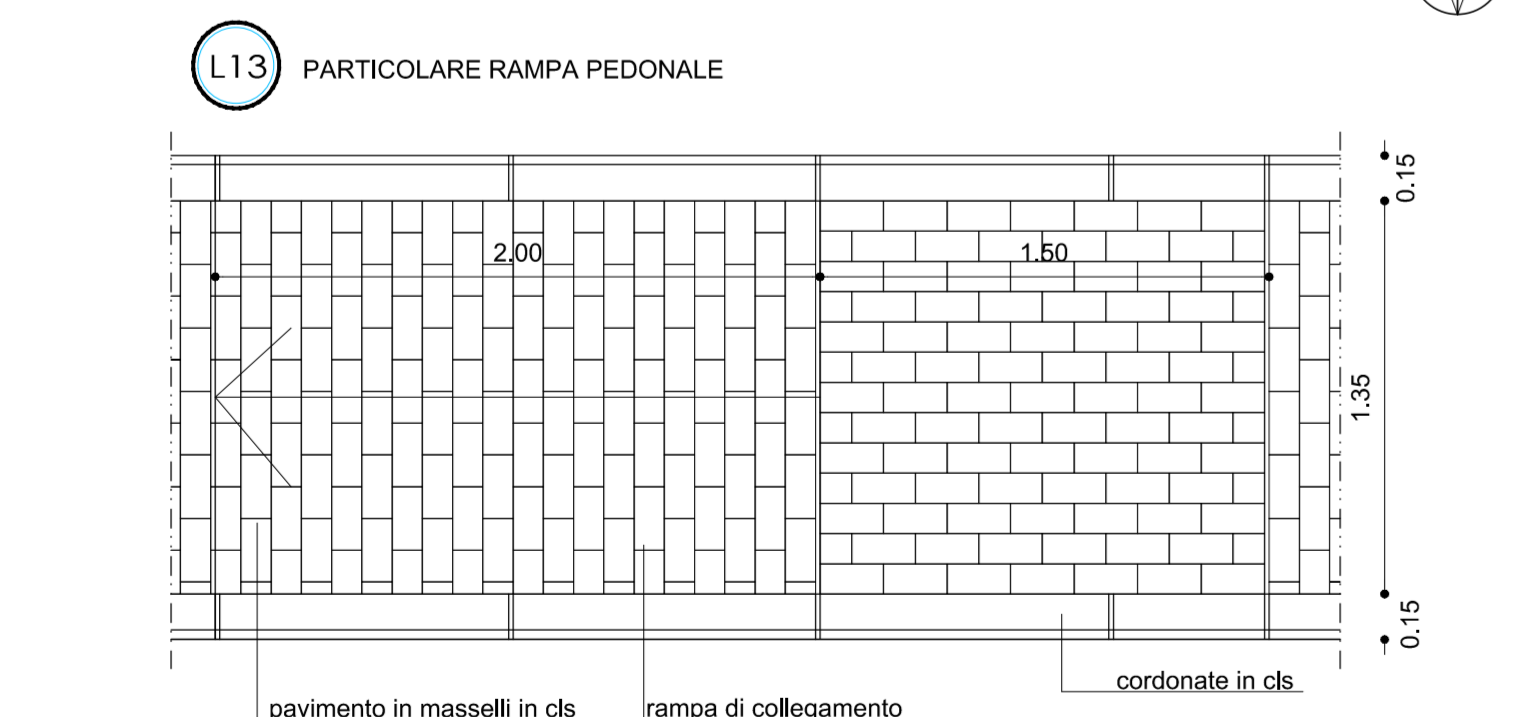 L13
PARTICOLARE RAMPA PEDONALE
0.15
2.00
1.50
1.35
0.15
cordonate in cls
pavimento in masselli in cls
rampa di collegamento